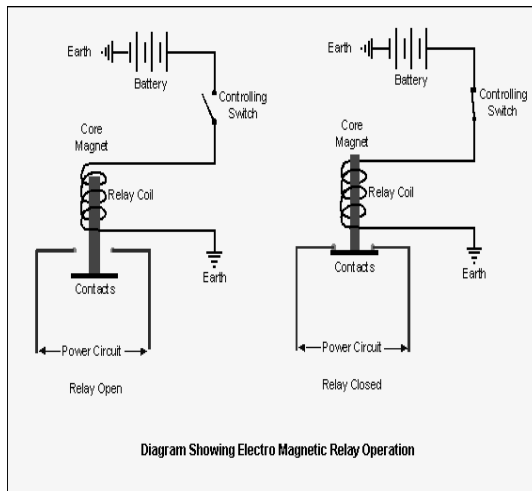 Earth
Battery
Controlling
Switch
Core
Magnet
Relay Coil
Earth
Contacts
Power Circuit
Relay Open
Earth
Battery
Controlling
Switch
Core
Magnet
Relay Coil
Earth
Contacts
Power Circuit
Relay Closed
Diagram Showing Electro Magnetic Relay Operation